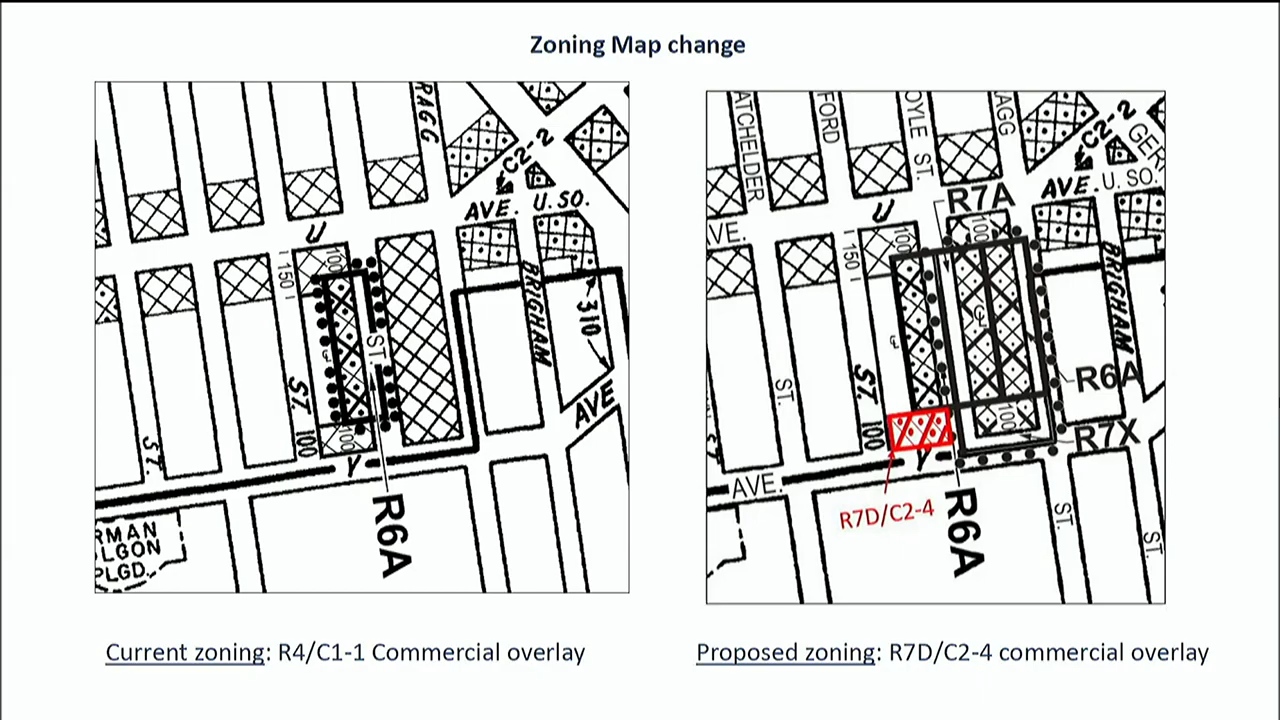 Zoning Map change
RAGG
C2-2
AVE.
U. SO.
U
150
100
BRIGHAM
310
ST.
ST.
AVE
100
100
ST.
Y
R6A
RMAN
LGON
PLGD.
ATCHELDER
FORD
OYLE ST.
AGG
C2-2
GER.
R7A
AVE.
U. SO.
U
VE.
100
100
150
BRIGHAM
ST.
ST.
R6A
100
100
R7X
Y
AVE.
R7D/C2-4
R6A
ST.
ST.
Current zoning: R4/C1-1 Commercial overlay
Proposed zoning: R7D/C2-4 commercial overlay